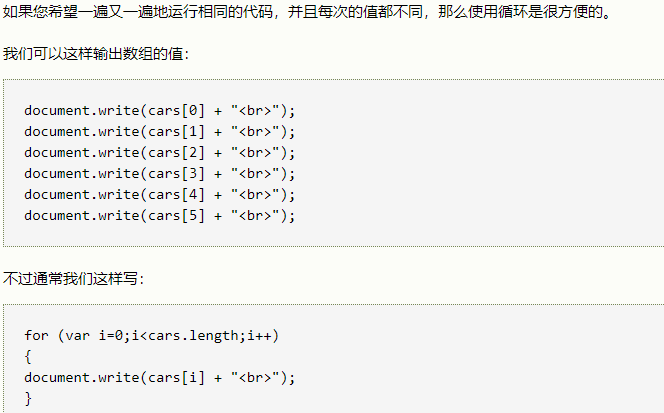 如果您希望一遍又一遍地运行相同的代码，并且每次的值都不同，那么使用循环是很方便的。
我们可以这样输出数组的值：
document.write(cars[0] + "<br>");
document.write(cars[1] + "<br>");
document.write(cars[2] + "<br>");
document.write(cars[3] + "<br>");
document.write(cars[4] + "<br>");
document.write(cars[5] + "<br>");
不过通常我们这样写：
for (var i=0;i<cars.length;i++)
{
document.write(cars[i] + "<br>");
}